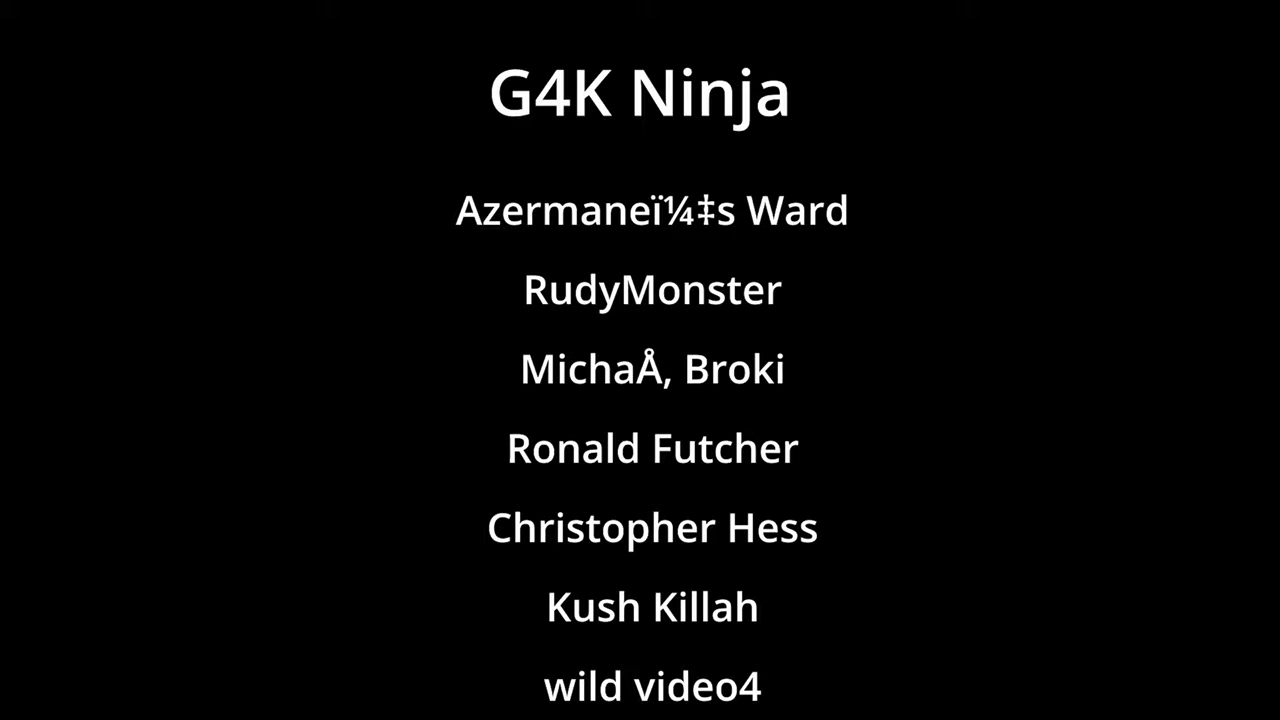 G4K Ninja
Azermaneï¼‡s Ward
RudyMonster
MichaÅ‚ Broki
Ronald Futcher
Christopher Hess
Kush Killah
wild video4